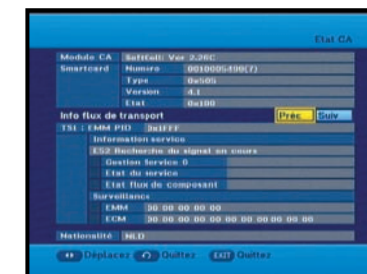 Etat CA
Module CA SoftCell: Ver 2.26C
Smartcard Numero 0010005496(7)
Type 0x505
Version 4.1
Etat 0x100
Info flux de transport Préc Suiv
TS1 : EMM PID 0x1FFF
Information service
E52 Recherche du signal en cours
Gestion Service 0
Etat du service
Etat flux de composant
Surveillance
EMM 00 00 00 00 00
ECM 00 00 00 00 00 00 00 00 00 00
Nationalité NLD
Déplacez Quittez EXIT Quittez